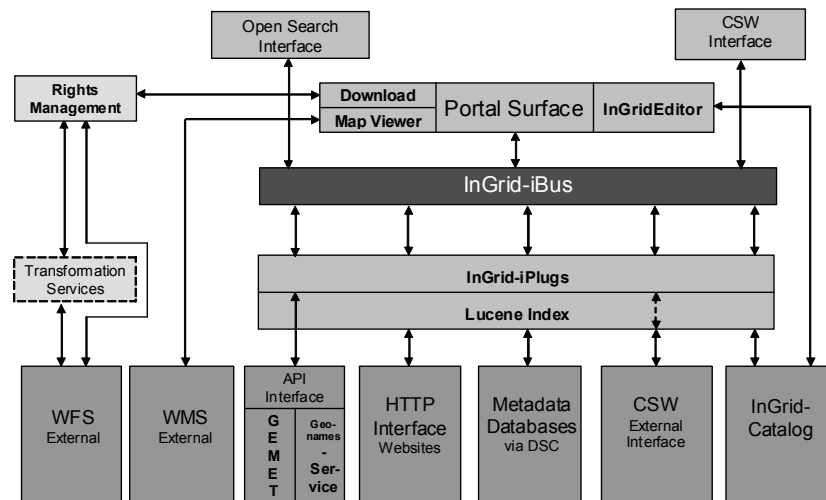 Open Search
Interface
CSW
Interface
Rights
Management
Download
Map Viewer
Portal Surface
InGridEditor
InGrid-iBus
Transformation
Services
InGrid-iPlugs
Lucene Index
WFS
External
WMS
External
API
Interface
G
E
M
E
T
Geo-
names
-
Ser-
vice
HTTP
Interface
Websites
Metadata
Databases
via DSC
CSW
External
Interface
InGrid-
Catalog